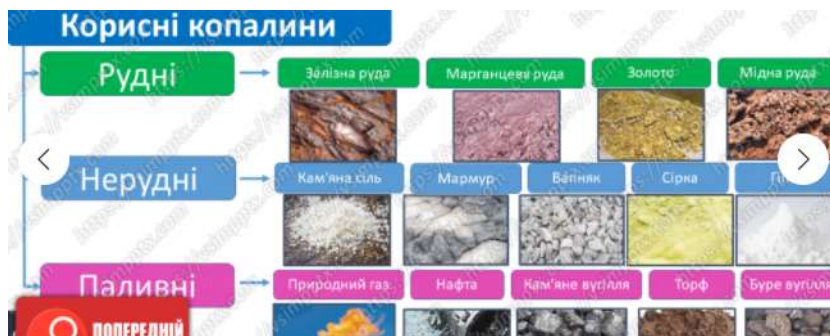 Корисні копалини
Рудні
Залізна руда
Марганцева руда
Золото
Мідна руда
Нерудні
Кам'яна сіль
Мармур
Вапняк
Сірка
Паливні
Природний газ
Нафта
Кам'яне вугілля
Торф
Буре вугілля
ПОПЕРЕДНІЙ